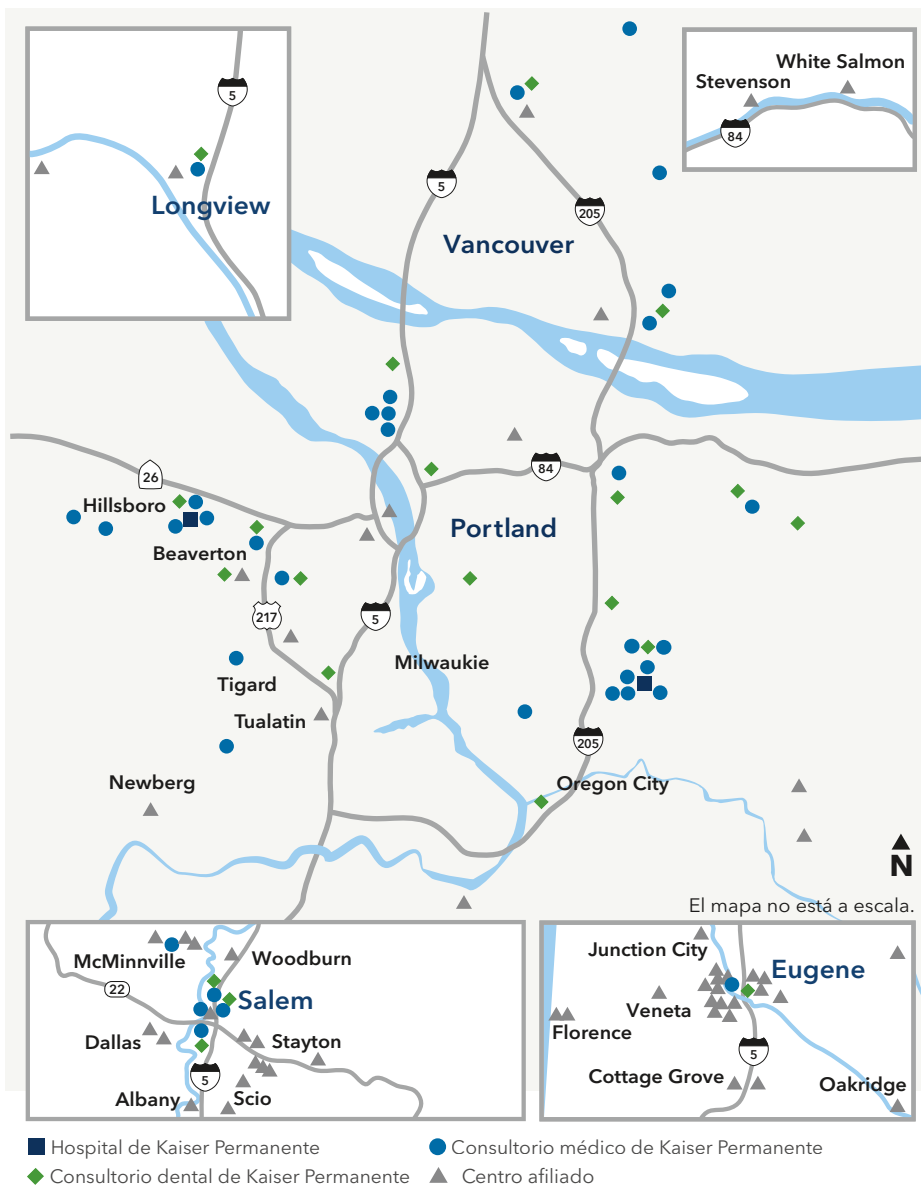 5
Longview
White Salmon
Stevenson
84
5
205
Vancouver
26
84
Hillsboro
Portland
Beaverton
217
5
Milwaukie
Tigard
Tualatin
205
Newberg
Oregon City
N
El mapa no está a escala.
McMinnville
Woodburn
22
Salem
Dallas
Stayton
5
Albany
Scio
Junction City
Eugene
Veneta
Florence
5
Cottage Grove
Oakridge
Hospital de Kaiser Permanente
Consultorio médico de Kaiser Permanente
Consultorio dental de Kaiser Permanente
Centro afiliado